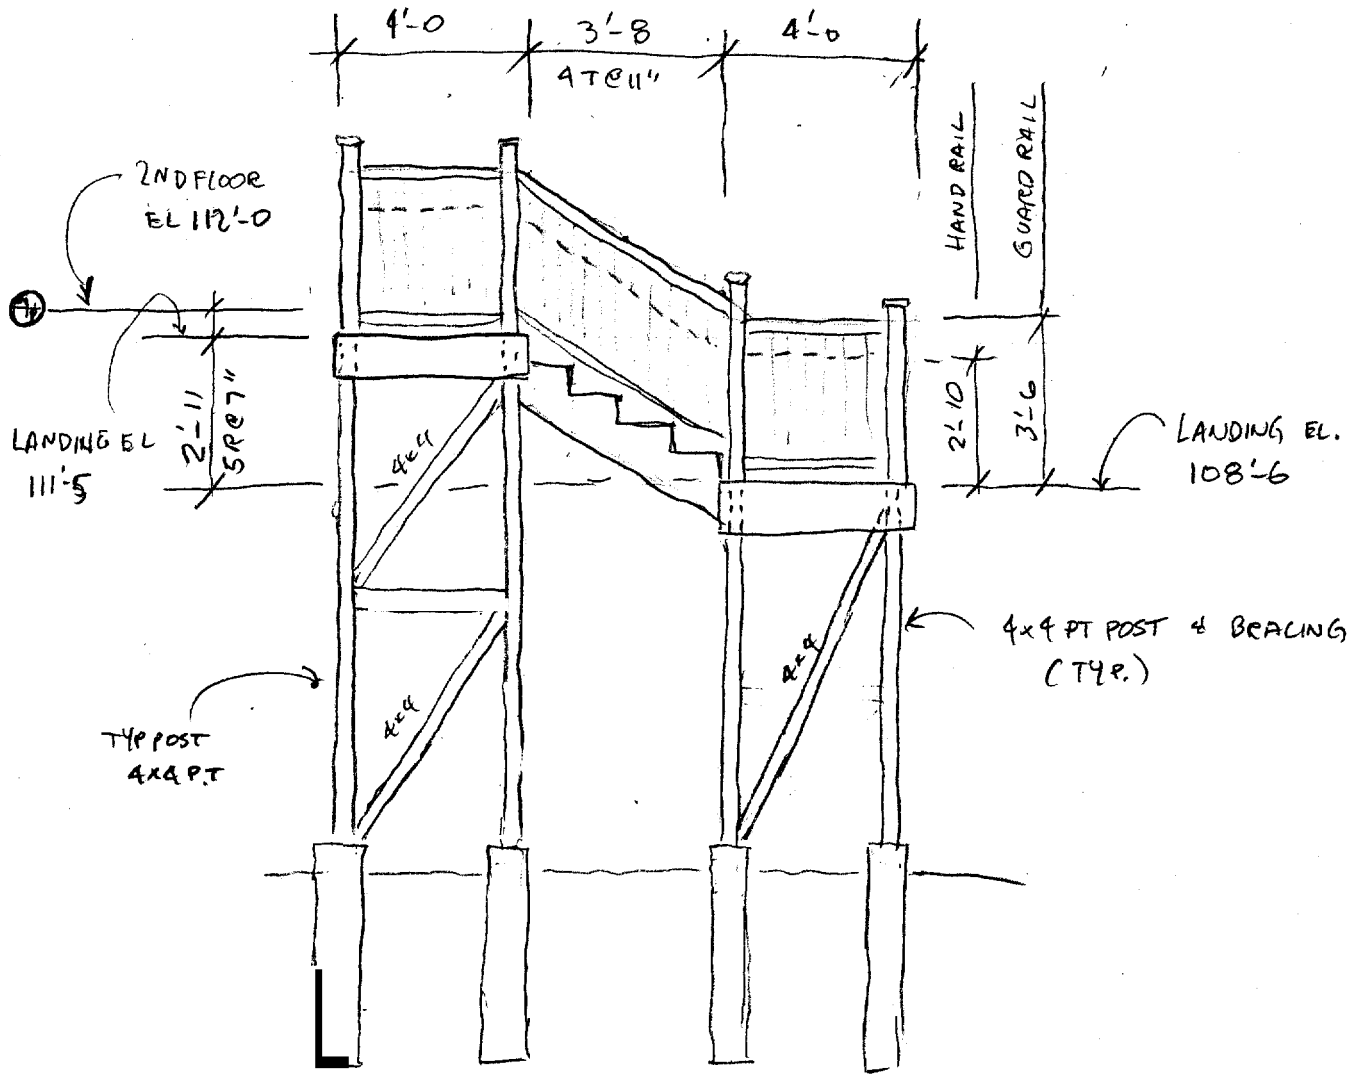 4'-0
3'-8
4'-0
4 T @ 11"
HAND RAIL
GUARD RAIL
2ND FLOOR
EL 112'-0
LANDING EL
111'-5
2'-11
5R@7"
4x4
2'-10
3'-6
LANDING EL.
108'-6
4x4 PT POST & BRACING
(TYP.)
4x4
4x4
TYP POST
4x4 P.T